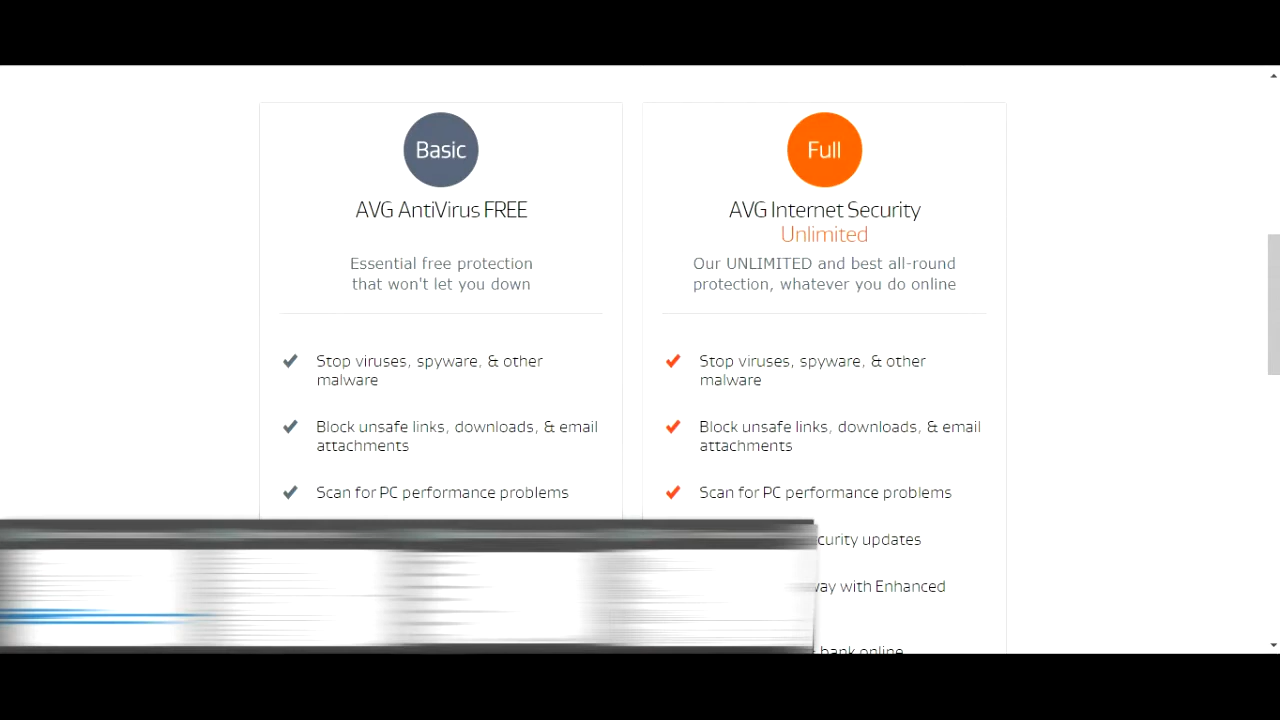 Basic
AVG AntiVirus FREE
Essential free protection
that won't let you down
Stop viruses, spyware, & other
malware
Block unsafe links, downloads, & email
attachments
Scan for PC performance problems
Full
AVG Internet Security
Unlimited
Our UNLIMITED and best all-round
protection, whatever you do online
Stop viruses, spyware, & other
malware
Block unsafe links, downloads, & email
attachments
Scan for PC performance problems
updates
with Enhanced
bank online